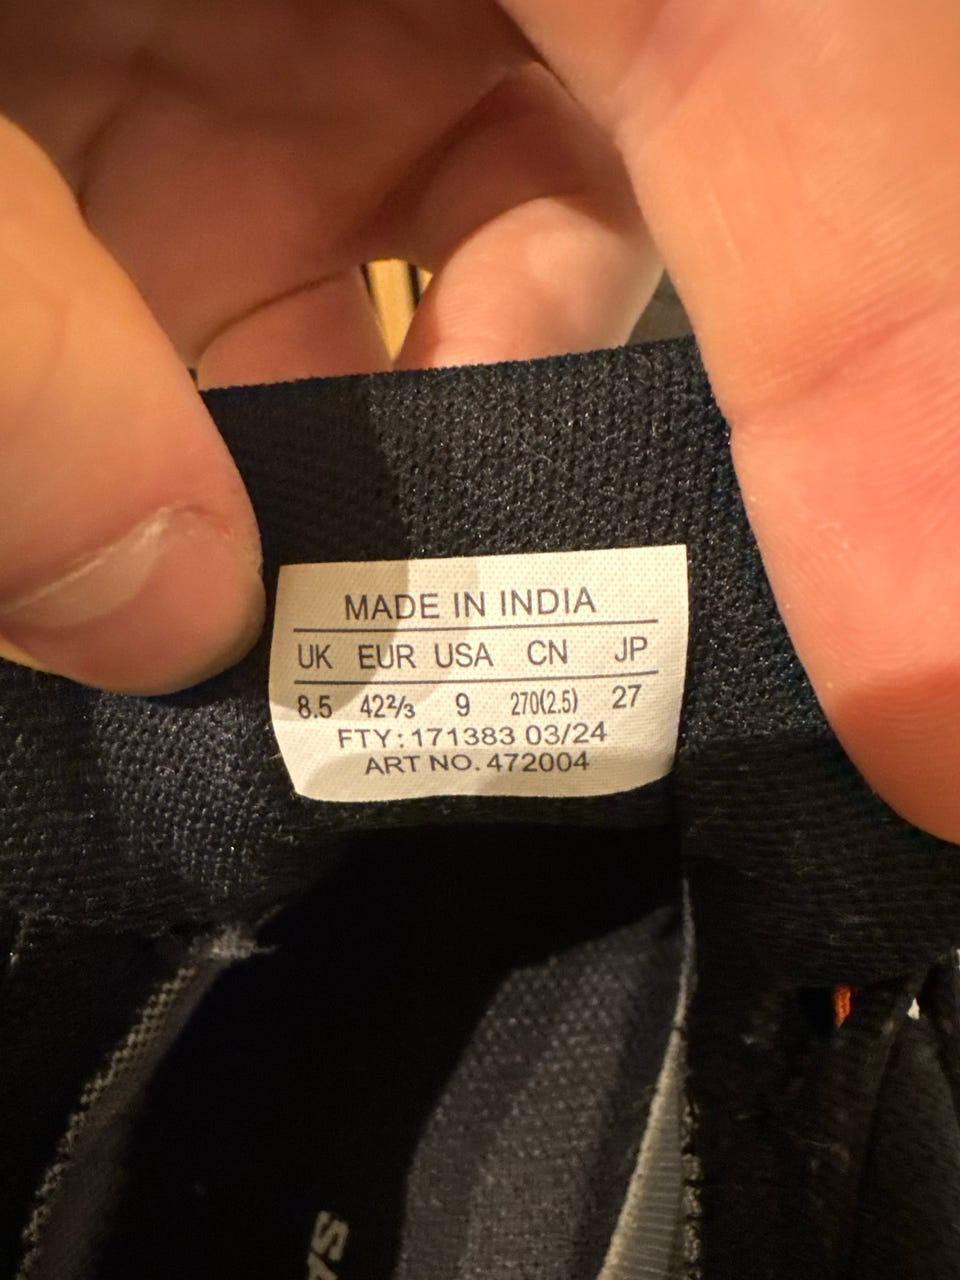 MADE IN INDIA
UK EUR USA CN JP
8.5 42⅔ 9 270(2.5) 27
FTY: 171383 03/24
ART NO. 472004